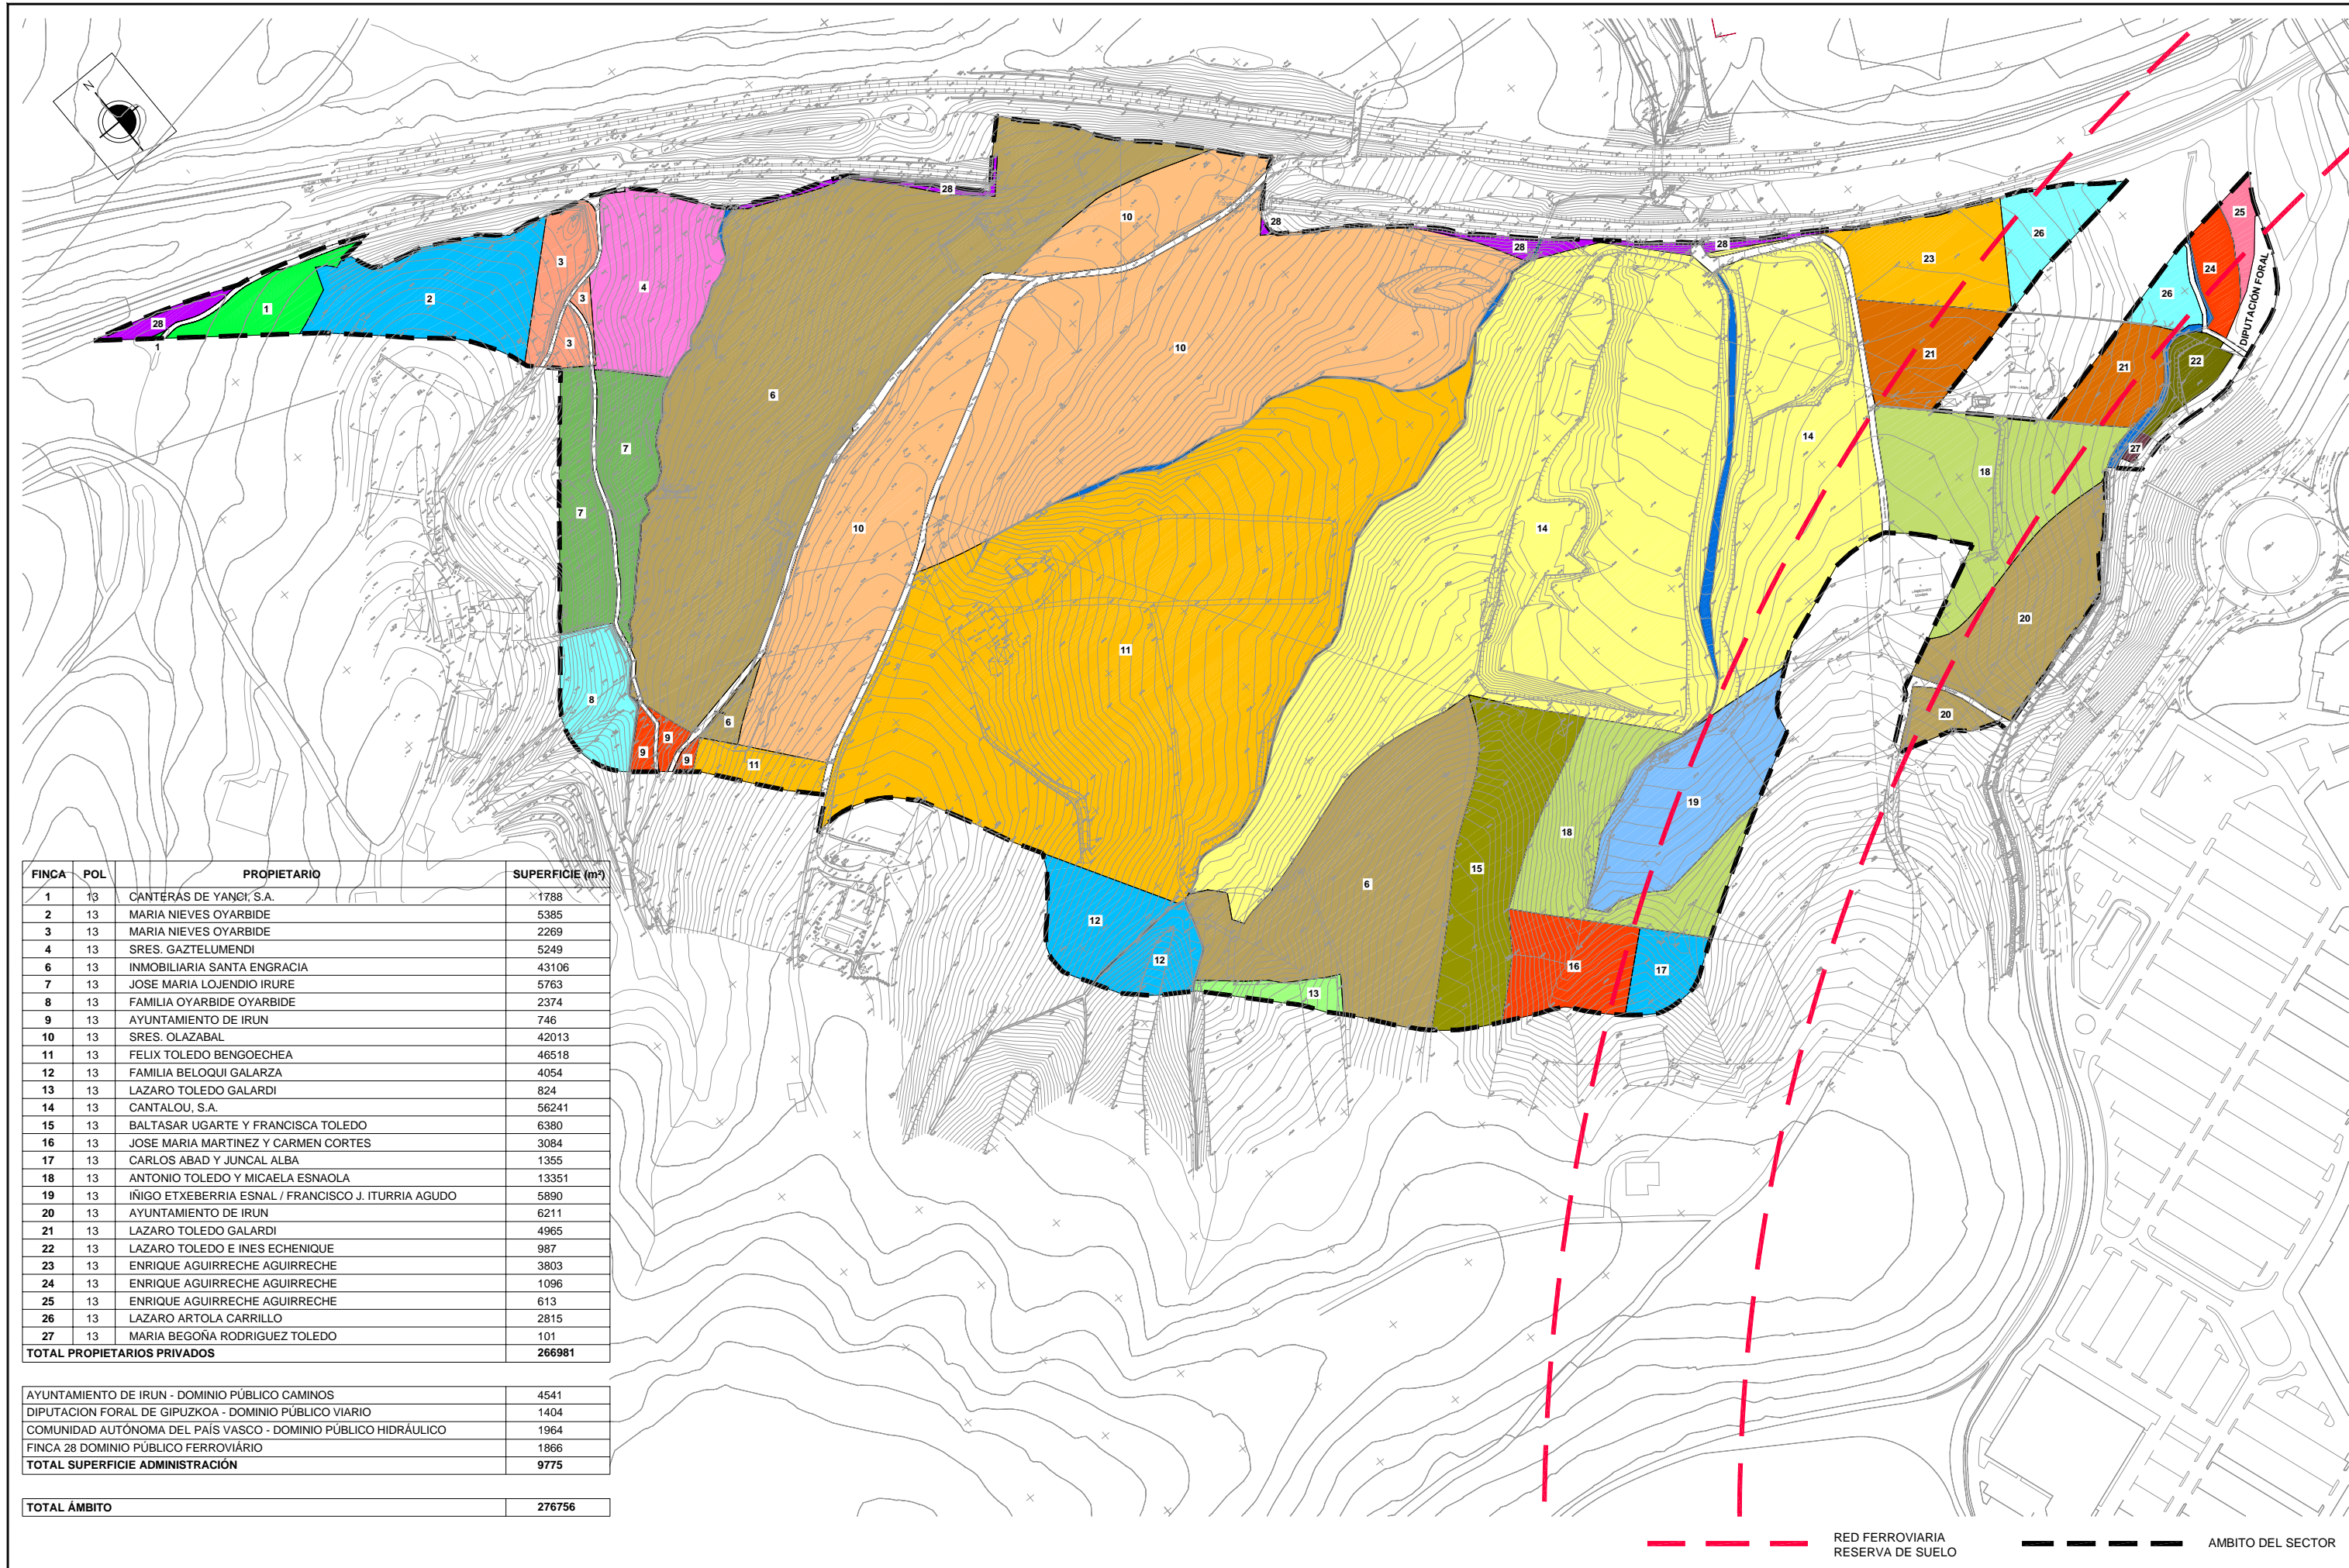 N
28
28
28
28
28
1
1
2
3
3
3
4
6
10
10
10
7
7
8
9
9
9
6
11
11
12
12
13
6
14
14
15
16
17
18
19
18
20
20
21
21
22
23
24
25
26
26
27
DIPUTACIÓN FORAL
FINCA POL PROPIETARIO SUPERFICIE (m²)
1 13 CANTERAS DE YANCI, S.A. 1788
2 13 MARIA NIEVES OYARBIDE 5385
3 13 MARIA NIEVES OYARBIDE 2269
4 13 SRES. GAZTELUMENDI 5249
6 13 INMOBILIARIA SANTA ENGRACIA 43106
7 13 JOSE MARIA LOJENDIO IRURE 5763
8 13 FAMILIA OYARBIDE OYARBIDE 2374
9 13 AYUNTAMIENTO DE IRUN 746
10 13 SRES. OLAZABAL 42013
11 13 FELIX TOLEDO BENGOECHEA 46518
12 13 FAMILIA BELOQUI GALARZA 4054
13 13 LAZARO TOLEDO GALARDI 824
14 13 CANTALOU, S.A. 56241
15 13 BALTASAR UGARTE Y FRANCISCA TOLEDO 6380
16 13 JOSE MARIA MARTINEZ Y CARMEN CORTES 3084
17 13 CARLOS ABAD Y JUNCAL ALBA 1355
18 13 ANTONIO TOLEDO Y MICAELA ESNAOLA 13351
19 13 IÑIGO ETXEBERRIA ESNAL / FRANCISCO J. ITURRIA AGUDO 5890
20 13 AYUNTAMIENTO DE IRUN 6211
21 13 LAZARO TOLEDO GALARDI 4965
22 13 LAZARO TOLEDO E INES ECHENIQUE 987
23 13 ENRIQUE AGUIRRECHE AGUIRRECHE 3803
24 13 ENRIQUE AGUIRRECHE AGUIRRECHE 1096
25 13 ENRIQUE AGUIRRECHE AGUIRRECHE 613
26 13 LAZARO ARTOLA CARRILLO 2815
27 13 MARIA BEGOÑA RODRIGUEZ TOLEDO 101
TOTAL PROPIETARIOS PRIVADOS 266981
AYUNTAMIENTO DE IRUN - DOMINIO PÚBLICO CAMINOS 4541
DIPUTACION FORAL DE GIPUZKOA - DOMINIO PÚBLICO VIARIO 1404
COMUNIDAD AUTÓNOMA DEL PAÍS VASCO - DOMINIO PÚBLICO HIDRÁULICO 1964
FINCA 28 DOMINIO PÚBLICO FERROVIÁRIO 1866
TOTAL SUPERFICIE ADMINISTRACIÓN 9775
TOTAL ÁMBITO 276756
RED FERROVIARIA
RESERVA DE SUELO
AMBITO DEL SECTOR